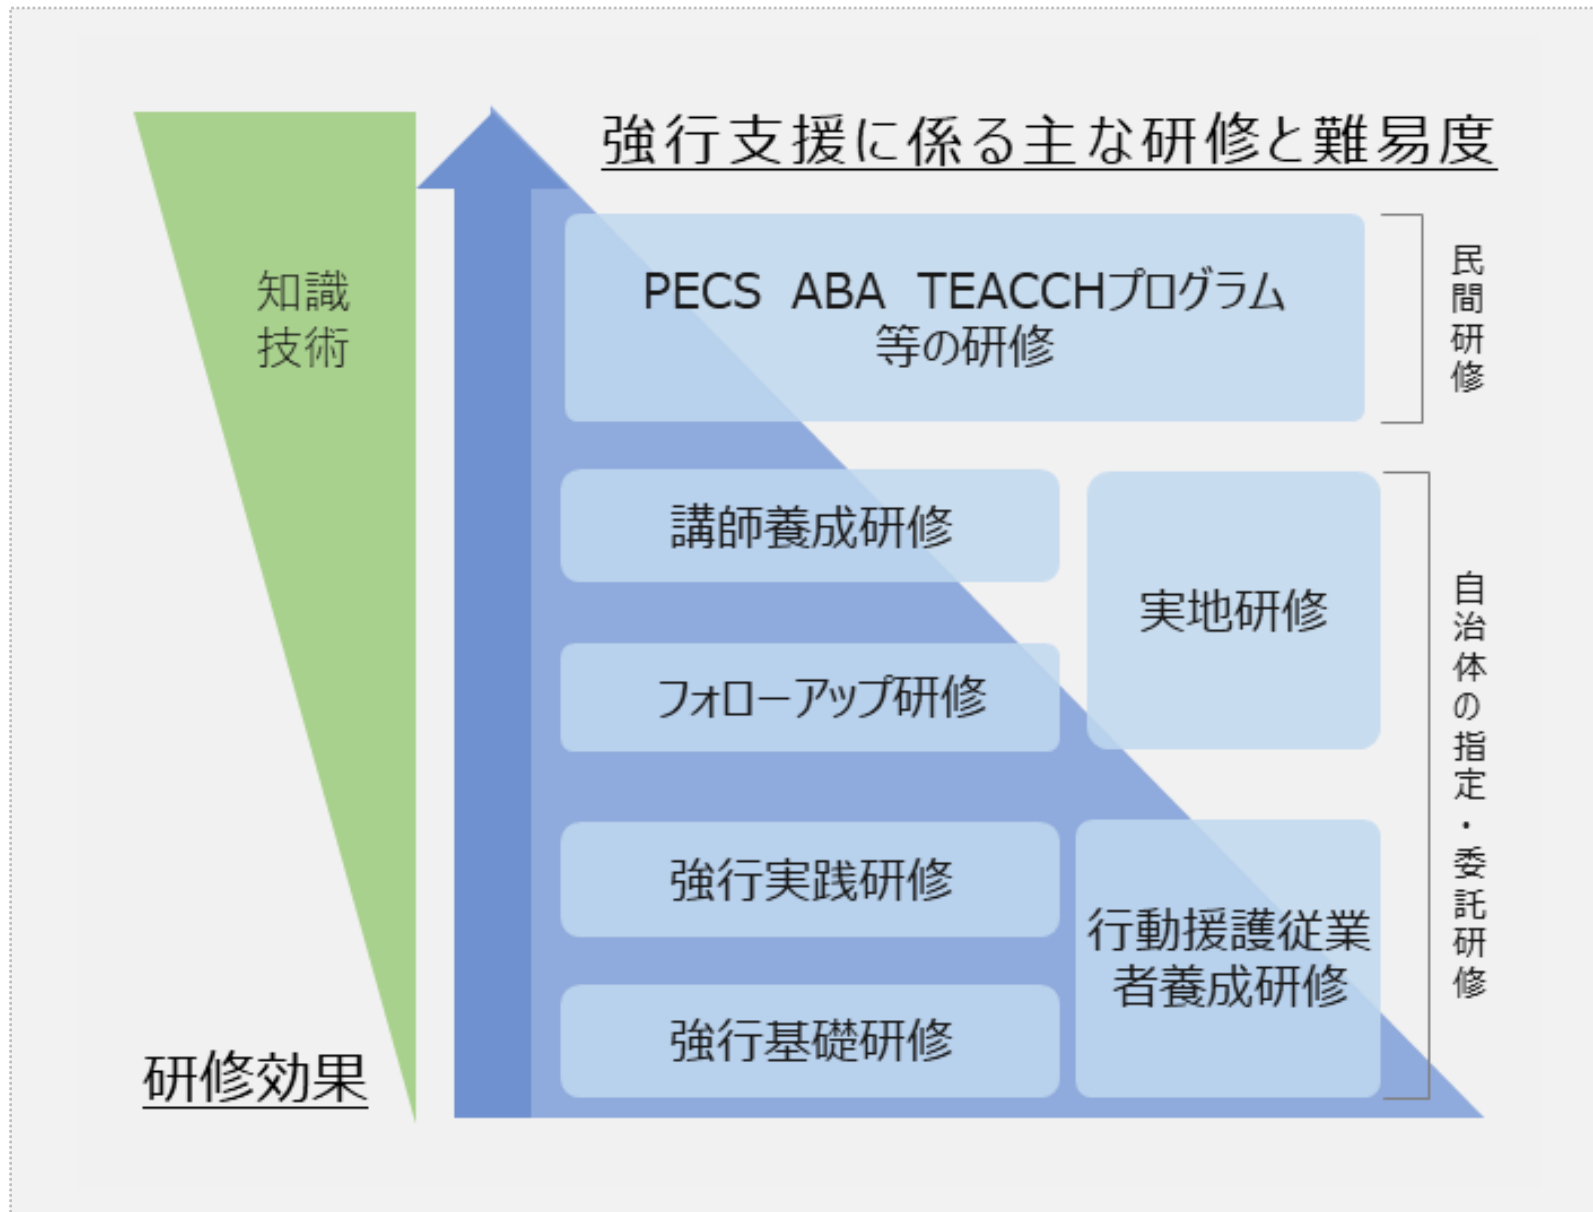 強行支援に係る主な研修と難易度
知識
技術
PECS ABA TEACCHプログラム
等の研修
民間研修
講師養成研修
実地研修
フォローアップ研修
自治体の指定・委託研修
強行実践研修
行動援護従業
者養成研修
強行基礎研修
研修効果